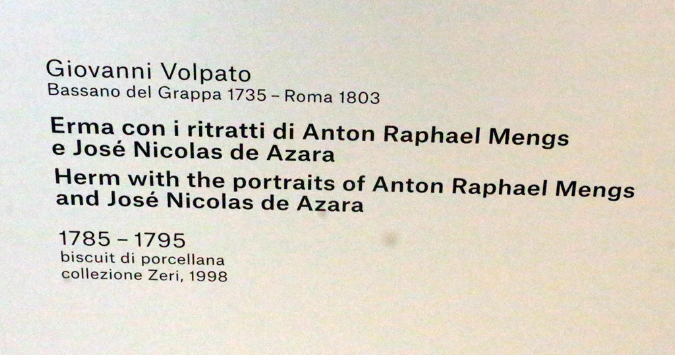 Giovanni Volpato
Bassano del Grappa 1735 – Roma 1803
Erma con i ritratti di Anton Raphael Mengs
e José Nicolas de Azara
Herm with the portraits of Anton Raphael Mengs
and José Nicolas de Azara
1785 – 1795
biscuit di porcellana
collezione Zeri, 1998